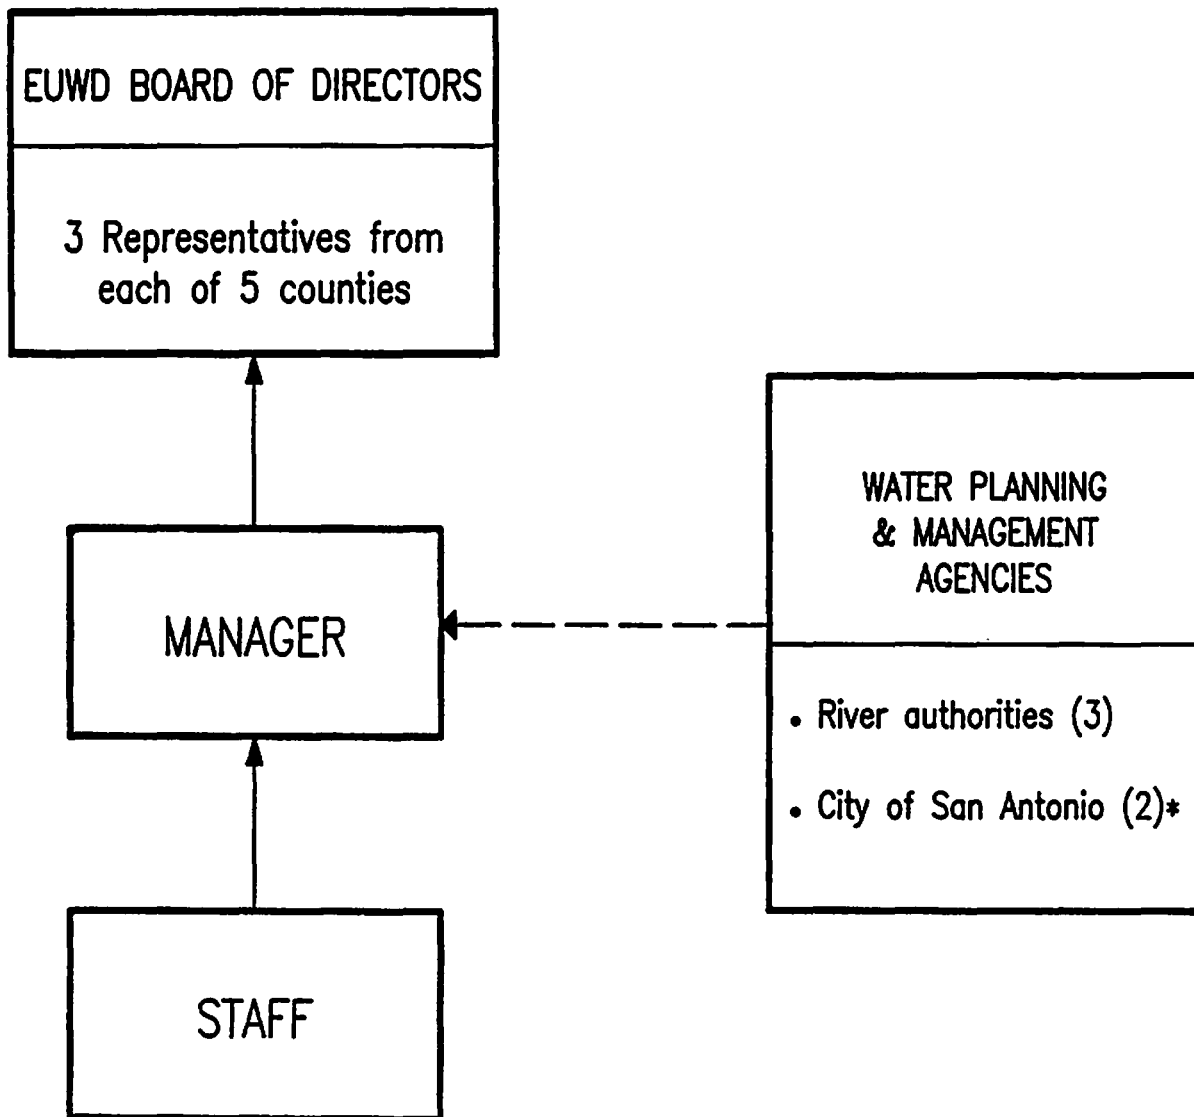 EUWD BOARD OF DIRECTORS
3 Representatives from
each of 5 counties
WATER PLANNING
& MANAGEMENT
AGENCIES
MANAGER
• River authorities (3)
• City of San Antonio (2)*
STAFF